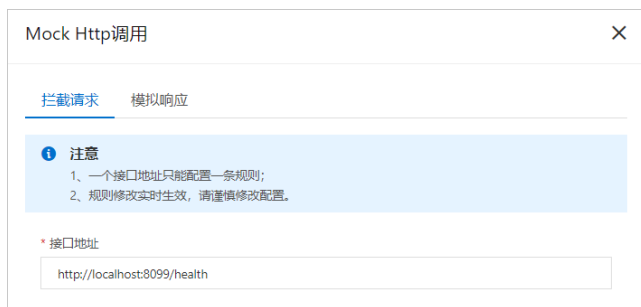 Mock Http调用
拦截请求 模拟响应
注意
1、一个接口地址只能配置一条规则；
2、规则修改实时生效，请谨慎修改配置。
* 接口地址
http://localhost:8099/health